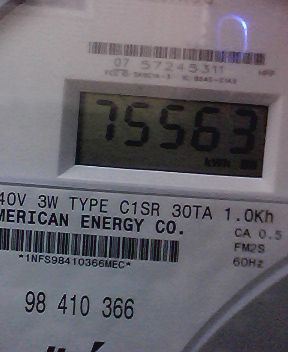 07 57245311
75563
kWh
40V 3W TYPE C1SR 30TA 1.0Kh
MERICAN ENERGY CO.
CA 0.5
FM2S
60Hz
*1NFS98410366MEC*
98 410 366